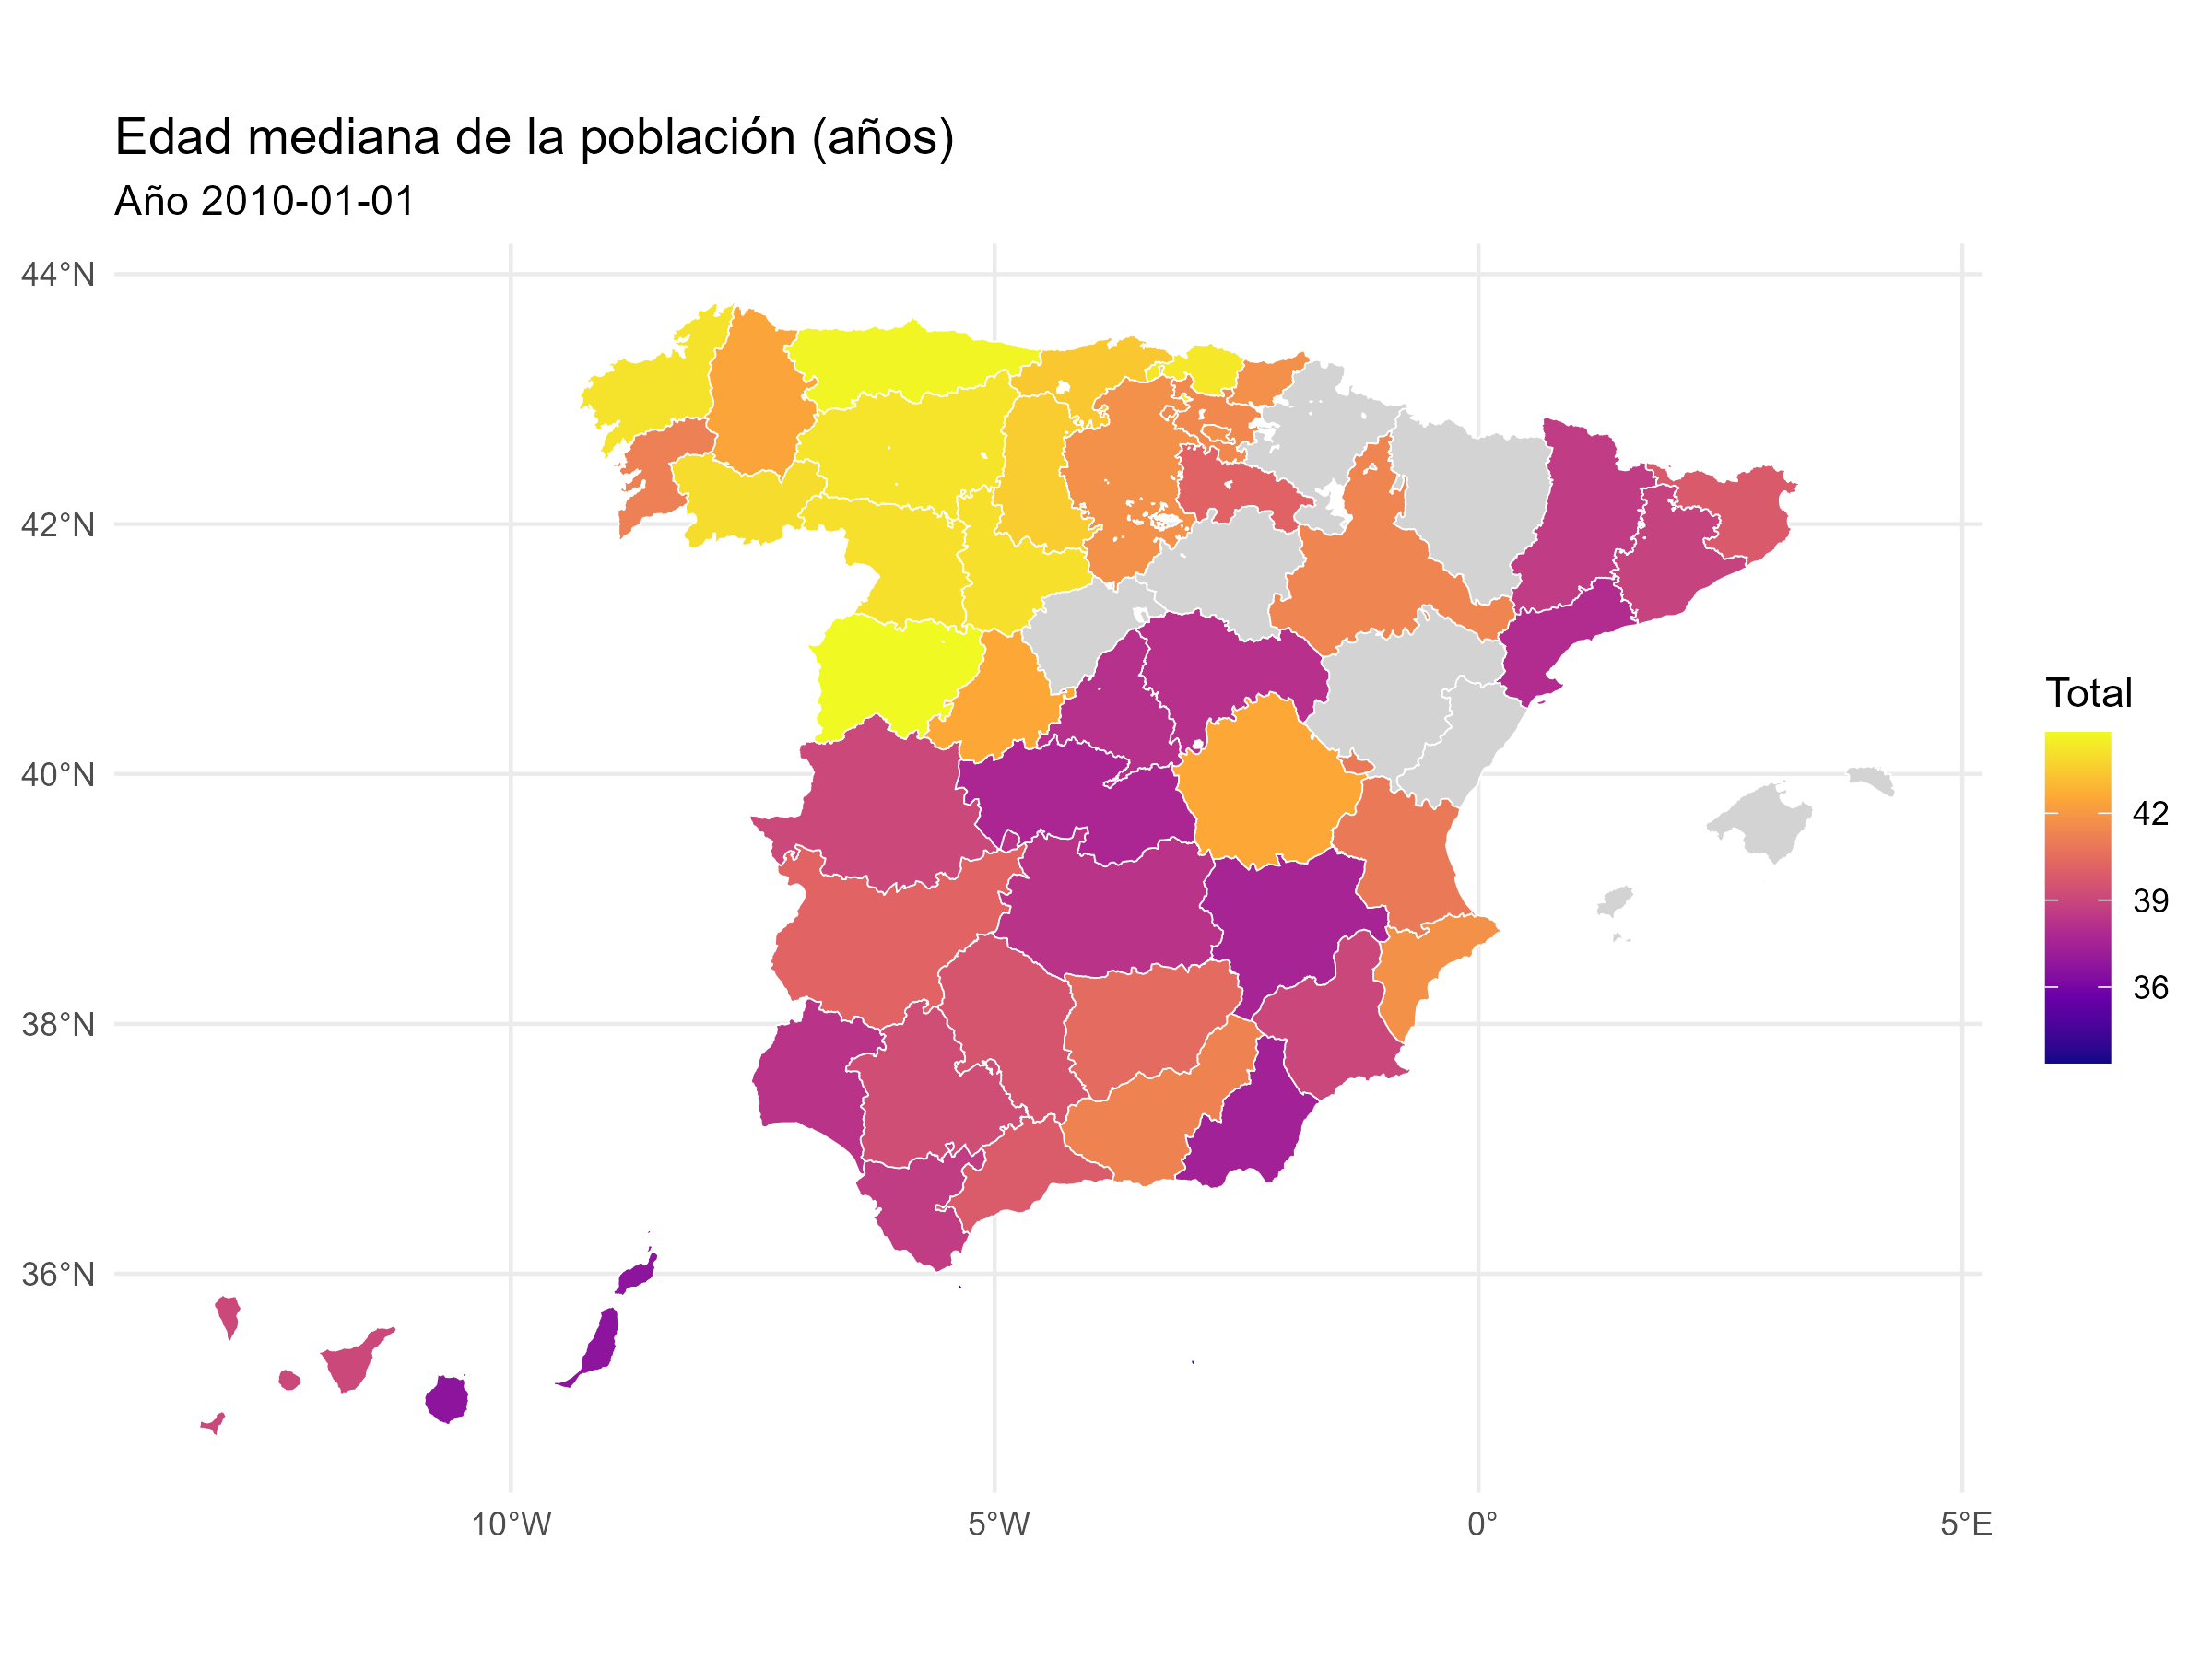 Edad mediana de la población (años)
Año 2010-01-01
44°N
42°N
40°N
38°N
36°N
10°W
5°W
0°
5°E
Total
42
39
36